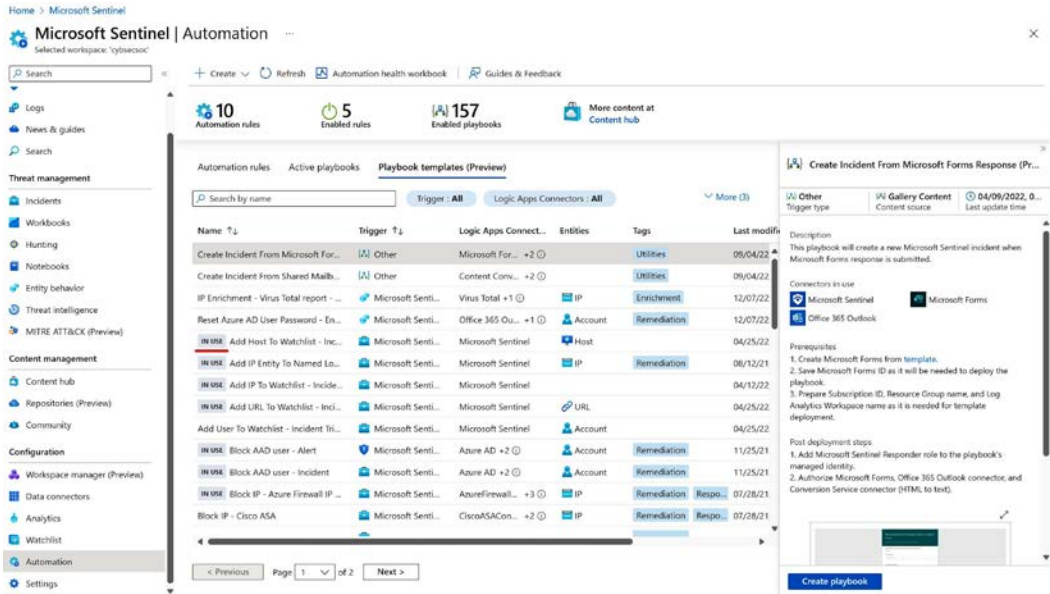 Home > Microsoft Sentinel
Microsoft Sentinel | Automation ...
Selected workspace: 'cybsecsoc'
Search
Logs
News & guides
Search
Threat management
Incidents
Workbooks
Hunting
Notebooks
Entity behavior
Threat intelligence
MITRE ATT&CK (Preview)
Content management
Content hub
Repositories (Preview)
Community
Configuration
Workspace manager (Preview)
Data connectors
Analytics
Watchlist
Automation
Settings
Create Refresh Automation health workbook Guides & Feedback
10 Automation rules
5 Enabled rules
157 Enabled playbooks
More content at
Content hub
Automation rules Active playbooks Playbook templates (Preview)
Search by name Trigger : All Logic Apps Connectors : All More (3)
Name Trigger Logic Apps Connect... Entities Tags Last modifi
Create Incident From Microsoft For... Other Microsoft For... +2 Utilities 09/04/22
Create Incident From Shared Mailb... Other Content Conv... +2 Utilities 09/04/22
IP Enrichment - Virus Total report - ... Microsoft Senti... Virus Total +1 IP Enrichment 12/07/22
Reset Azure AD User Password - En... Microsoft Senti... Office 365 Ou... +1 Account Remediation 12/07/22
IN USE Add Host To Watchlist - Inc... Microsoft Senti... Microsoft Sentinel Host 04/25/22
IN USE Add IP Entity To Named Lo... Microsoft Senti... Microsoft Sentinel IP Remediation 08/12/21
IN USE Add IP To Watchlist - Incide... Microsoft Senti... Microsoft Sentinel 04/12/22
IN USE Add URL To Watchlist - Inci... Microsoft Senti... Microsoft Sentinel URL 04/25/22
Add User To Watchlist - Incident Tri... Microsoft Senti... Microsoft Sentinel Account 04/25/22
IN USE Block AAD user - Alert Microsoft Senti... Azure AD +2 Account Remediation 11/25/21
IN USE Block AAD user - Incident Microsoft Senti... Azure AD +2 Account Remediation 11/25/21
IN USE Block IP - Azure Firewall IP ... Microsoft Senti... AzureFirewall... +3 IP Remediation Respo... 07/28/21
Block IP - Cisco ASA Microsoft Senti... CiscoASACon... +2 IP Remediation Respo... 07/28/21
< Previous Page 1 of 2 Next >
Create Incident From Microsoft Forms Response (Pr...
Other Gallery Content 04/09/2022, 0...
Trigger type Content source Last update time
Description
This playbook will create a new Microsoft Sentinel incident when
Microsoft Forms response is submitted.
Connectors in use
Microsoft Sentinel Microsoft Forms
Office 365 Outlook
Prerequisites
1. Create Microsoft Forms from template.
2. Save Microsoft Forms ID as it will be needed to deploy the
playbook.
3. Prepare Subscription ID, Resource Group name, and Log
Analytics Workspace name as it is needed for template
deployment.
Post deployment steps
1. Add Microsoft Sentinel Responder role to the playbook's
managed identity.
2. Authorize Microsoft Forms, Office 365 Outlook connector, and
Conversion Service connector (HTML to text).
Create playbook